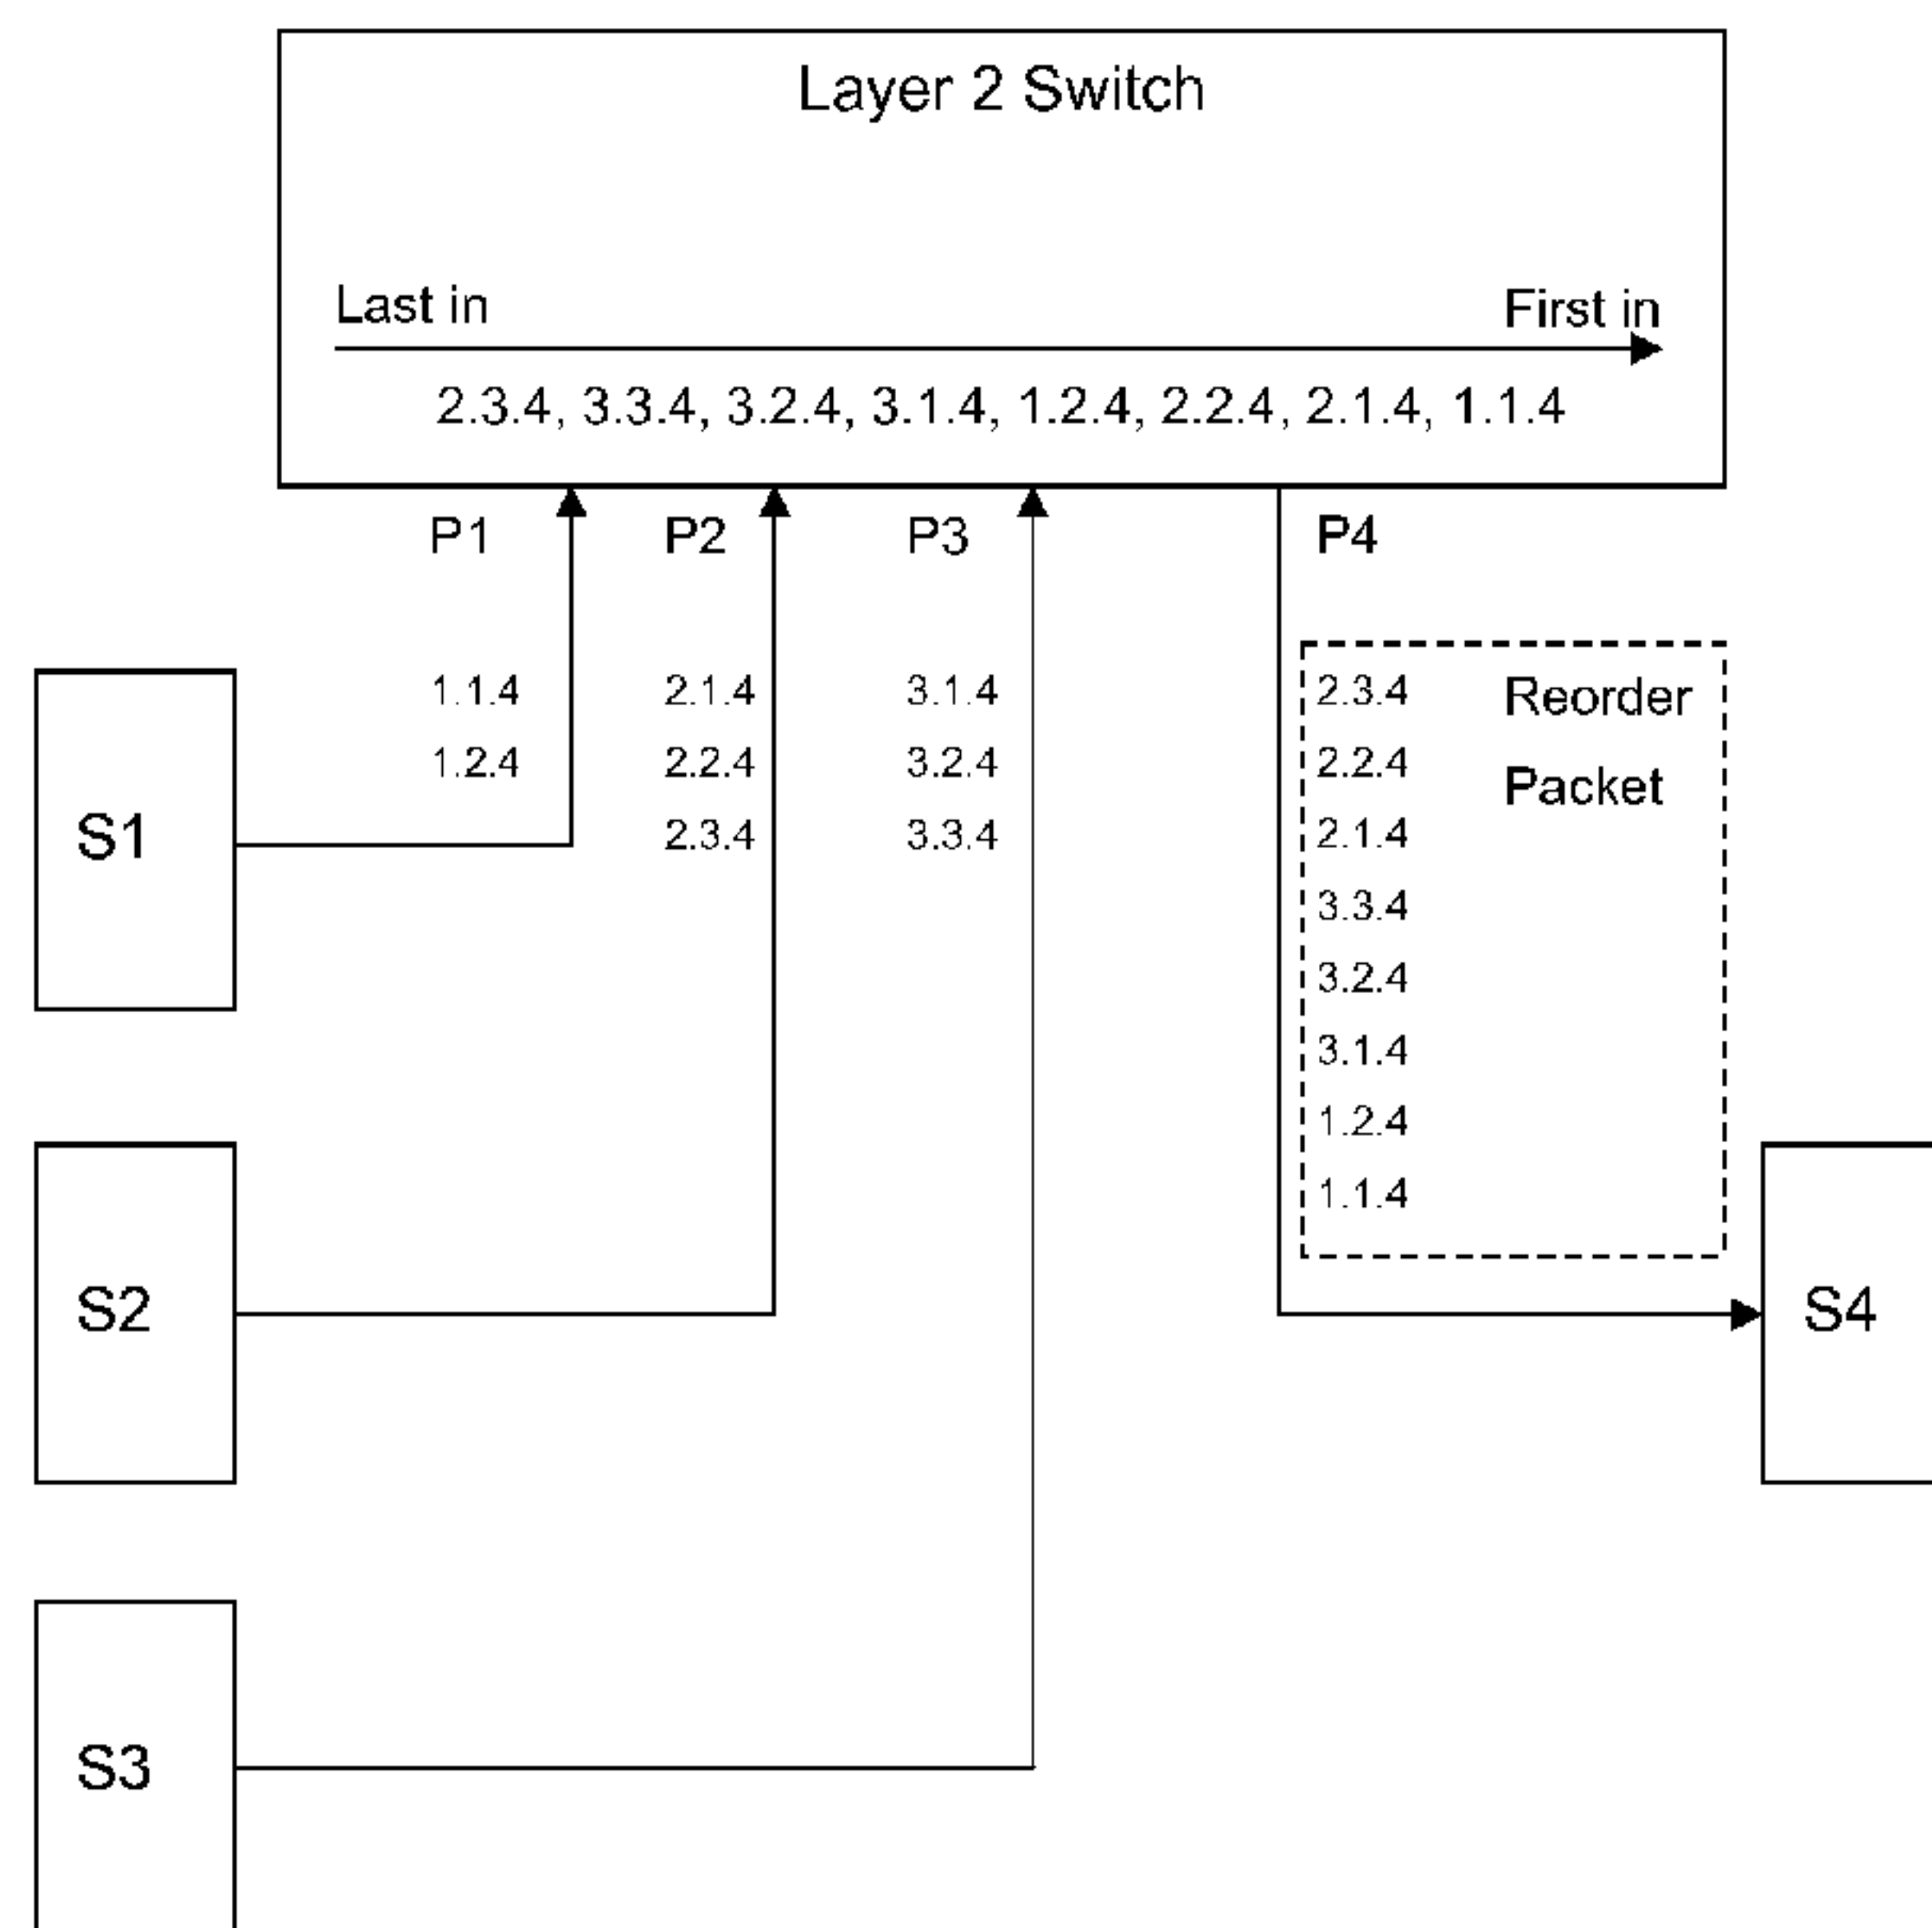 Layer 2 Switch
Last in
First in
2.3.4, 3.3.4, 3.2.4, 3.1.4, 1.2.4, 2.2.4, 2.1.4, 1.1.4
P1
P2
P3
P4
1.1.4
1.2.4
2.1.4
2.2.4
2.3.4
3.1.4
3.2.4
3.3.4
2.3.4
2.2.4
2.1.4
3.3.4
3.2.4
3.1.4
1.2.4
1.1.4
Reorder
Packet
S1
S2
S4
S3